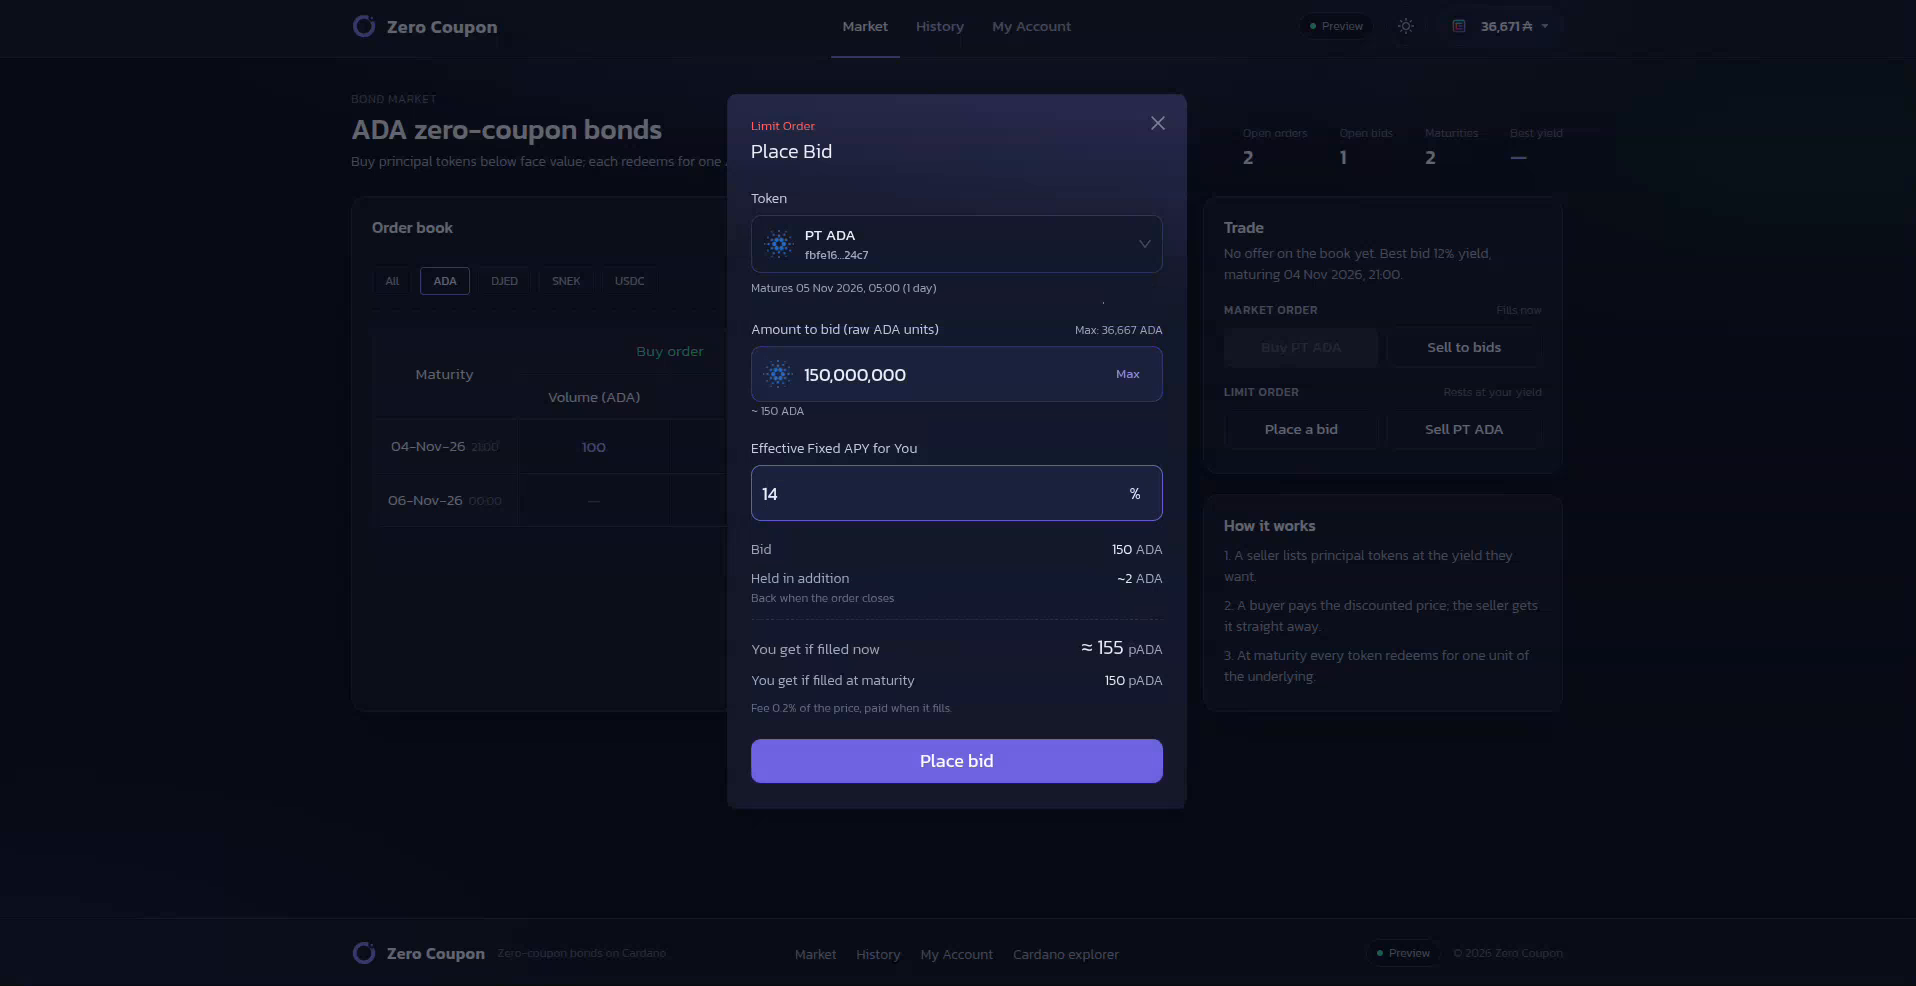 Zero Coupon
Market
History
My Account
Preview
36,671 ₳
BOND MARKET
ADA zero-coupon bonds
Buy principal tokens below face value; each redeems for one
Open orders
2
Open bids
1
Maturities
2
Best yield
—
Order book
All
ADA
DJED
SNEK
USDC
Buy order
Maturity
Volume (ADA)
04-Nov-26 21:00
100
06-Nov-26 00:00
—
Limit Order
Place Bid
Token
PT ADA
fbfe16...24c7
Matures 05 Nov 2026, 05:00 (1 day)
Amount to bid (raw ADA units)
Max: 36,667 ADA
150,000,000
Max
~ 150 ADA
Effective Fixed APY for You
14
%
Bid
150 ADA
Held in addition
~2 ADA
Back when the order closes
You get if filled now
≈ 155 pADA
You get if filled at maturity
150 pADA
Fee 0.2% of the price, paid when it fills.
Place bid
Trade
No offer on the book yet. Best bid 12% yield,
maturing 04 Nov 2026, 21:00.
MARKET ORDER
Fills now
Buy PT ADA
Sell to bids
LIMIT ORDER
Rests at your yield
Place a bid
Sell PT ADA
How it works
1. A seller lists principal tokens at the yield they
want.
2. A buyer pays the discounted price; the seller gets
it straight away.
3. At maturity every token redeems for one unit of
the underlying.
Zero Coupon
Zero-coupon bonds on Cardano
Market
History
My Account
Cardano explorer
Preview
© 2026 Zero Coupon